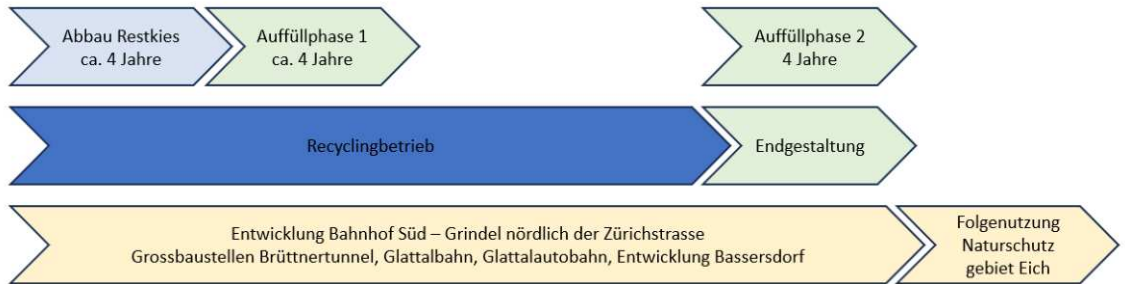 Abbau Restkies
ca. 4 Jahre
Auffüllphase 1
ca. 4 Jahre
Auffüllphase 2
4 Jahre
Recyclingbetrieb
Endgestaltung
Entwicklung Bahnhof Süd – Grindel nördlich der Zürichstrasse
Grossbaustellen Brüttnertunnel, Glattalbahn, Glattalautobahn, Entwicklung Bassersdorf
Folgenutzung
Naturschutz
gebiet Eich